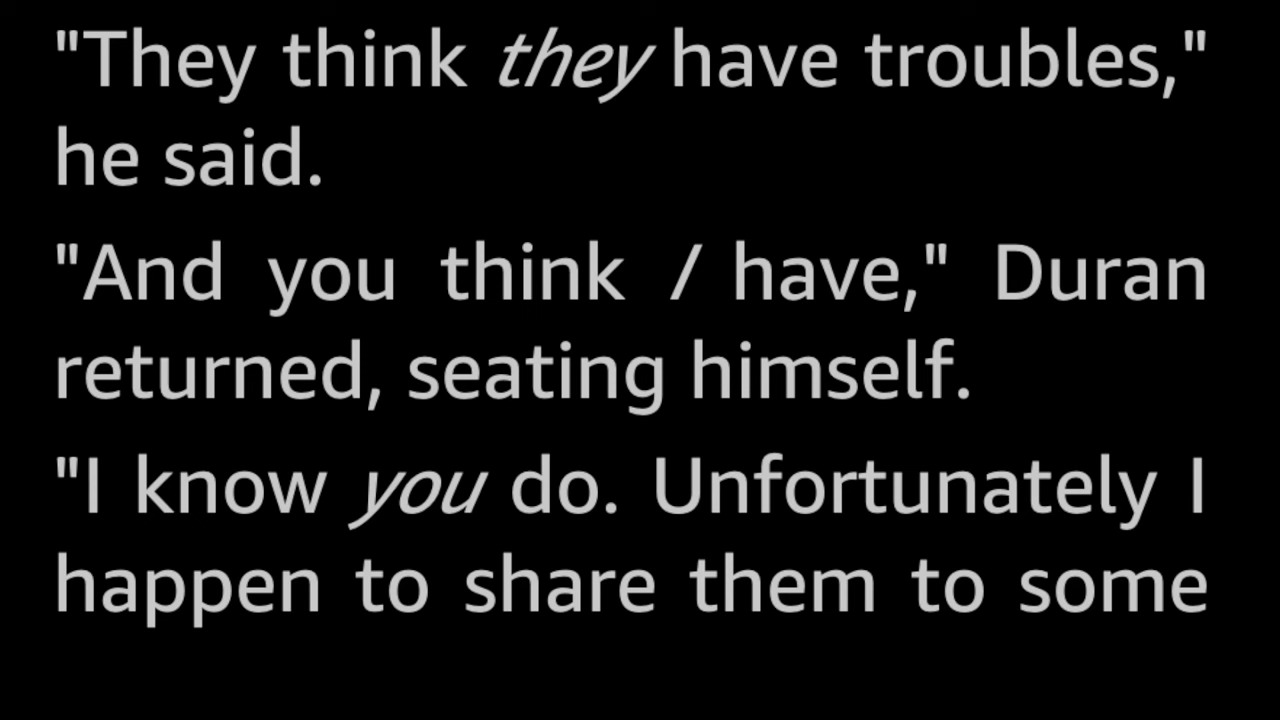 "They think they have troubles,"
he said.
"And you think / have," Duran
returned, seating himself.
"I know you do. Unfortunately I
happen to share them to some